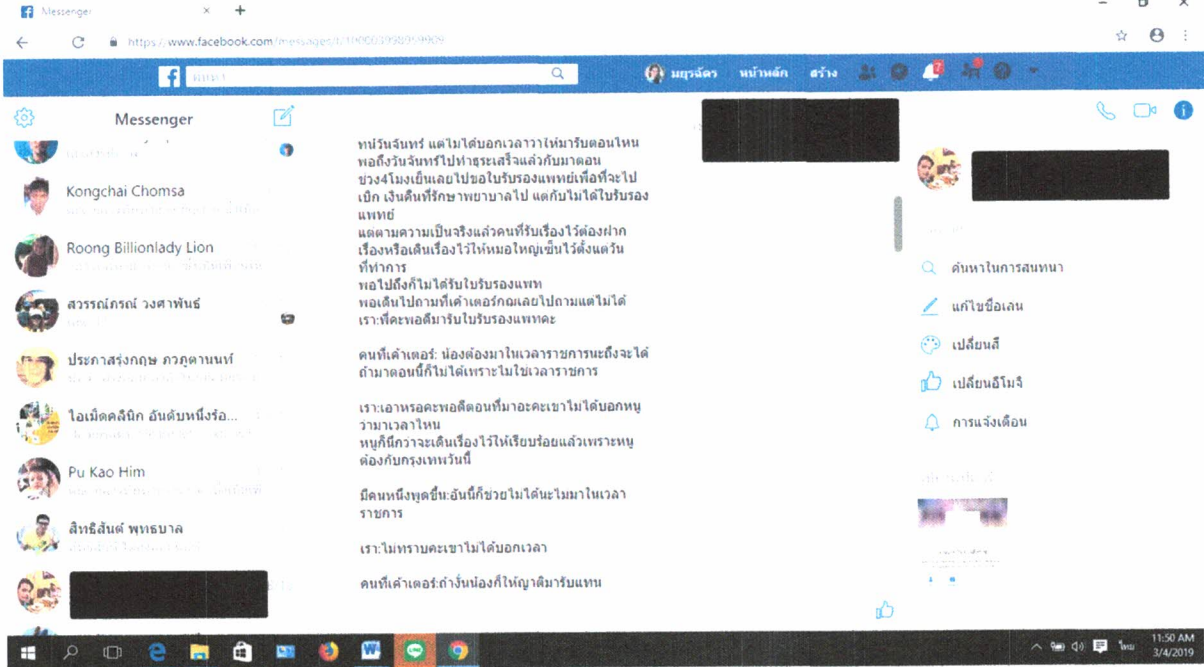 Messenger
https://www.facebook.com/messages/t/100003998959909
ค้นหา
มยุรฉัตร หน้าหลัก สร้าง
7
Messenger
Kongchai Chomsa
Roong Billionlady Lion
สวรรณ์ภรณ์ วงศาพันธ์
ประภาสรุ่งกฤษ ภวภูตานนท์
ไอเม็ดคลินิก อันดับหนึ่งร้อ...
Pu Kao Him
สิทธิสันต์ พุทธบาล
ทน่วันจันทร์ แต่ไม่ได้บอกเวลาวาไห่มารับตอนไหน
พอถึงวันจันทร์ไปทำธุระเสร็จแล้วกับมาตอน
ช่วง4โมงเย็นเลยไปขอใบรับรองแพทย์เพื่อที่จะไป
เบิก เงินคืนที่รักษาพยาบาลไป แต่กับไม่ได้ใบรับรอง
แพทย์
แตตามความเป็นจริงแล้วคนที่รับเรื่องไว้ต้องฝาก
เรื่องหรือเดินเรื่องไว้ให้หมอใหญ่เซ็นไว้ตั้งแตวัน
ที่ทำการ
พอไปถึงก็ไม่ได้รับใบรับรองแพท
พอเดินไปถามที่เค้าเตอร์กฌเลยไปถามแต่ไม่ได้
เรา:พี่คะพอดีมารับใบรับรองแพทคะ
คนที่เค้าเตอร์: น้องต้องมาในเวลาราชการนะถึงจะได้
ถ้ามาตอนนี้ก็ไม่ได้เพราะไม่ใชเวลาราชการ
เรา:เอาหรอคะพอดีตอนที่มาอะคะเขาไม่ได้บอกหนู
ว่ามาเวลาไหน
หนูก็นึกวาจะเดินเรื่องไว้ให้เรียบร้อยแล้วเพราะหนู
ต้องกับกรุงเทพวันนี้
มีคนหนึ่งพูดขึ้น:อันนี้ก็ช่วยไม่ได้นะไมมาในเวลา
ราชการ
เรา:ไม่ทราบคะเขาไม่ได้บอกเวลา
คนที่เค้าเตอร์:ถ้างั้นน้องก็ให้ญาติมารับแทน
ค้นหาในการสนทนา
แก้ไขชื่อเล่น
เปลี่ยนสี
เปลี่ยนอีโมจิ
การแจ้งเตือน
ไทย
11:50 AM
3/4/2019